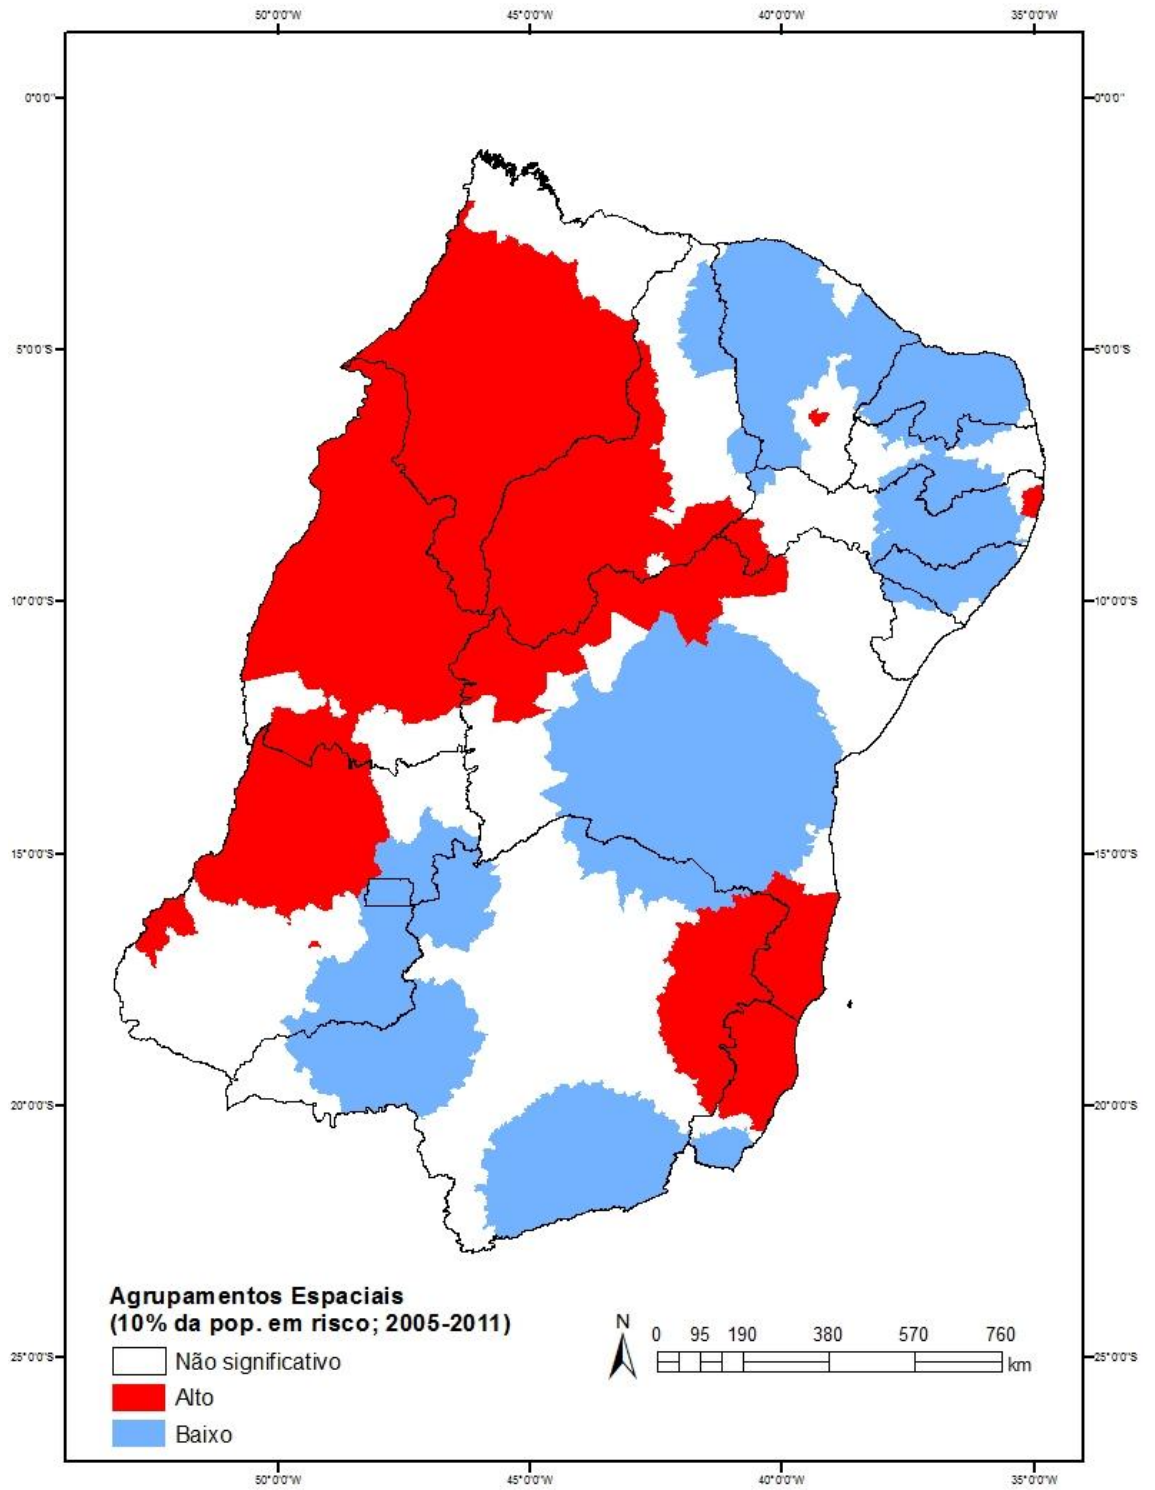 50°0'0"W 45°0'0"W 40°0'0"W 35°0'0"W
0°0'0" 0°0'0"
5°0'0"S 5°0'0"S
10°0'0"S 10°0'0"S
15°0'0"S 15°0'0"S
20°0'0"S 20°0'0"S
Agrupamentos Espaciais
(10% da pop. em risco; 2005-2011)
N
0 95 190 380 570 760
km
25°0'0"S 25°0'0"S
Não significativo
Alto
Baixo
50°0'0"W 45°0'0"W 40°0'0"W 35°0'0"W